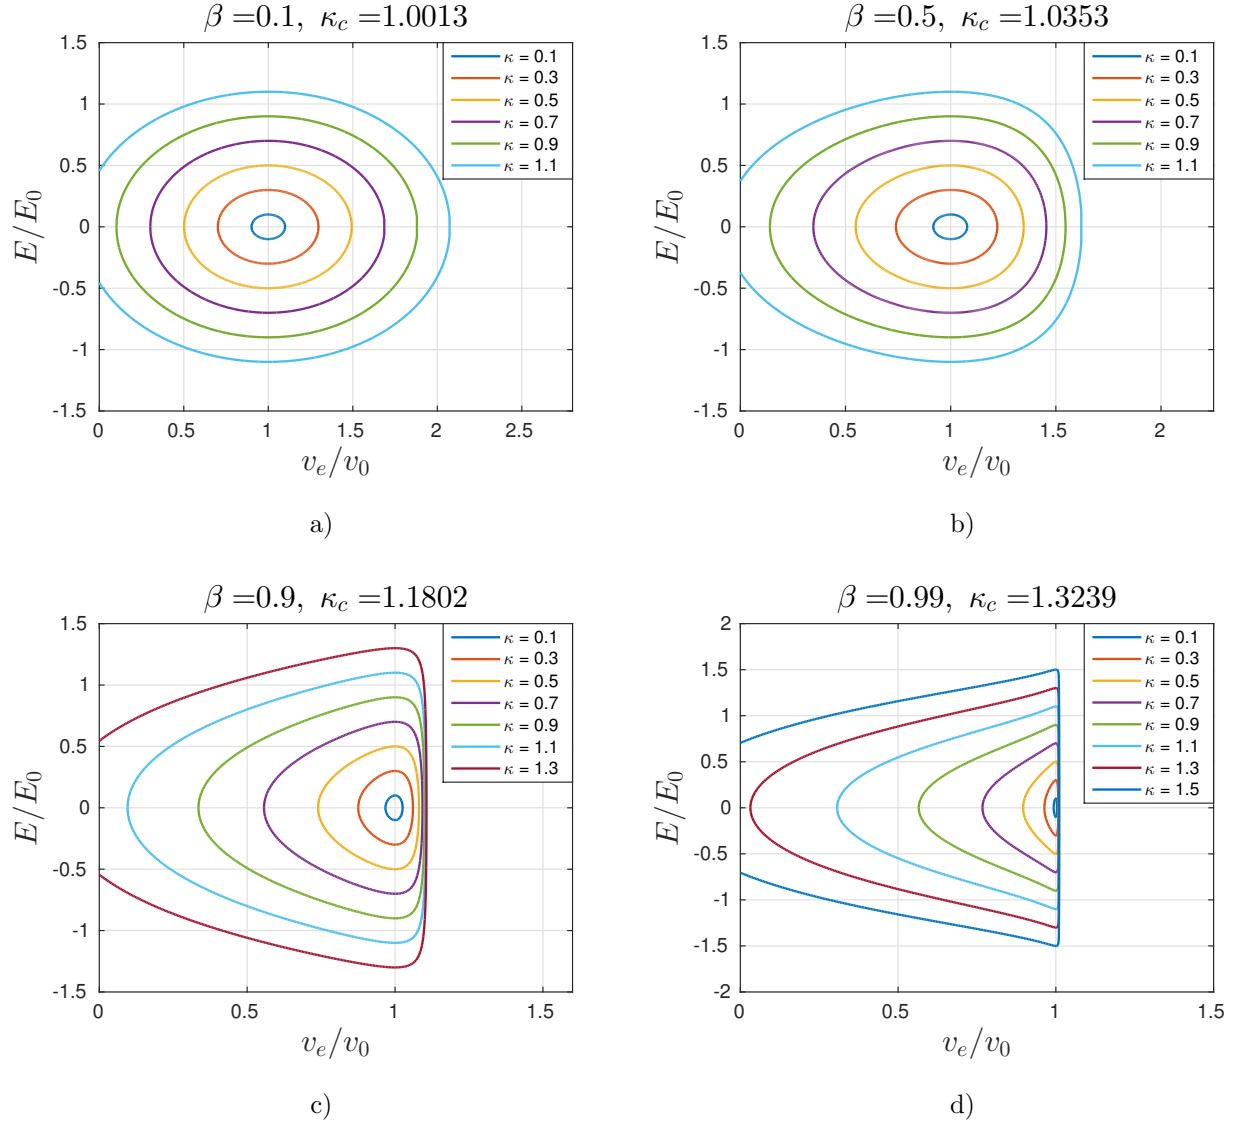 β =0.1, κc =1.0013
1.5
1
0.5
0
-0.5
-1
-1.5
E/E0
0
0.5
1
1.5
2
2.5
ve/v0
κ = 0.1
κ = 0.3
κ = 0.5
κ = 0.7
κ = 0.9
κ = 1.1
a)
β =0.5, κc =1.0353
1.5
1
0.5
0
-0.5
-1
-1.5
E/E0
0
0.5
1
1.5
2
ve/v0
κ = 0.1
κ = 0.3
κ = 0.5
κ = 0.7
κ = 0.9
κ = 1.1
b)
β =0.9, κc =1.1802
1.5
1
0.5
0
-0.5
-1
-1.5
E/E0
0
0.5
1
1.5
ve/v0
κ = 0.1
κ = 0.3
κ = 0.5
κ = 0.7
κ = 0.9
κ = 1.1
κ = 1.3
c)
β =0.99, κc =1.3239
2
1.5
1
0.5
0
-0.5
-1
-1.5
-2
E/E0
0
0.5
1
1.5
ve/v0
κ = 0.1
κ = 0.3
κ = 0.5
κ = 0.7
κ = 0.9
κ = 1.1
κ = 1.3
κ = 1.5
d)